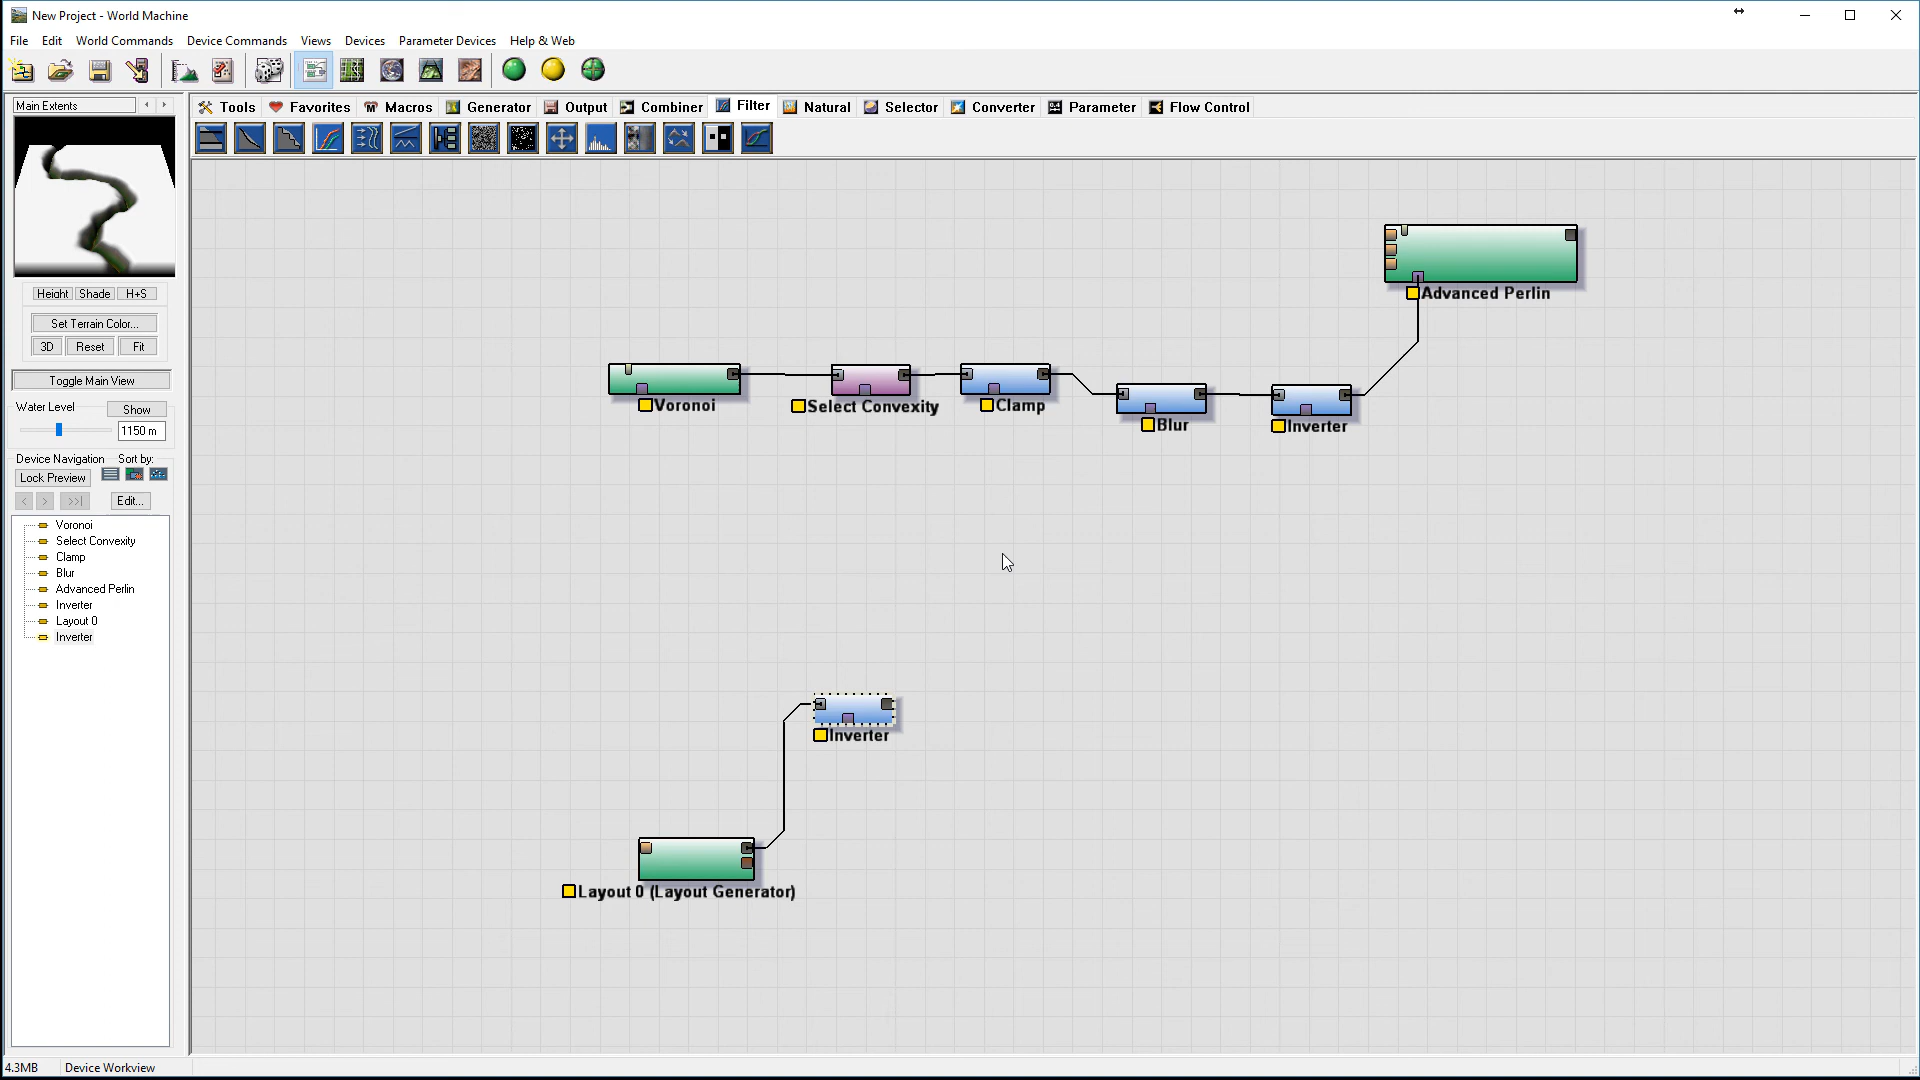 New Project - World Machine
File Edit World Commands Device Commands Views Devices Parameter Devices Help & Web
Main Extents
Tools Favorites Macros Generator Output Combiner Filter Natural Selector Converter Parameter Flow Control
Height Shade H+S
Set Terrain Color...
3D Reset Fit
Toggle Main View
Water Level Show
1150 m
Device Navigation Sort by:
Lock Preview
< > >>| Edit...
Voronoi
Select Convexity
Clamp
Blur
Advanced Perlin
Inverter
Layout 0
Inverter
Advanced Perlin
Voronoi
Select Convexity
Clamp
Blur
Inverter
Inverter
Layout 0 (Layout Generator)
4.3MB Device Workview